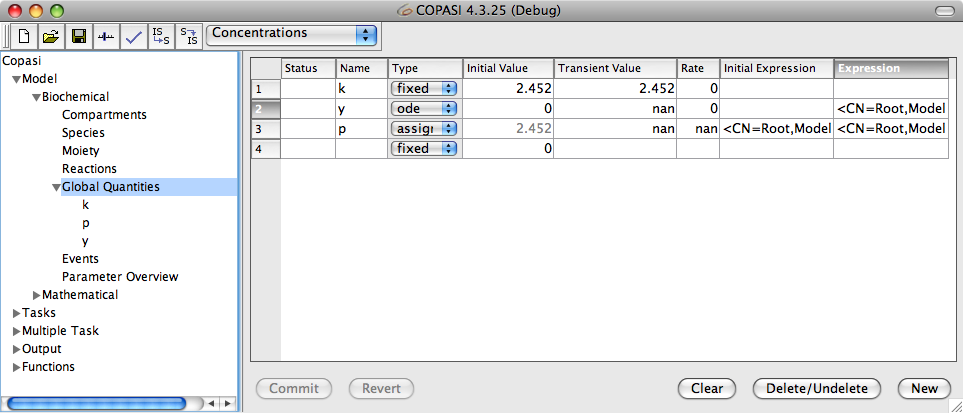 COPASI 4.3.25 (Debug)
IS S Concentrations
S IS
Copasi
Model
Biochemical
Compartments
Species
Moiety
Reactions
Global Quantities
k
p
y
Events
Parameter Overview
Mathematical
Tasks
Multiple Task
Output
Functions
Status Name Type Initial Value Transient Value Rate Initial Expression Expression
1 k fixed 2.452 2.452 0
2 y ode 0 nan 0 <CN=Root,Model
3 p assigı 2.452 nan nan <CN=Root,Model <CN=Root,Model
4 fixed 0
Commit Revert Clear Delete/Undelete New